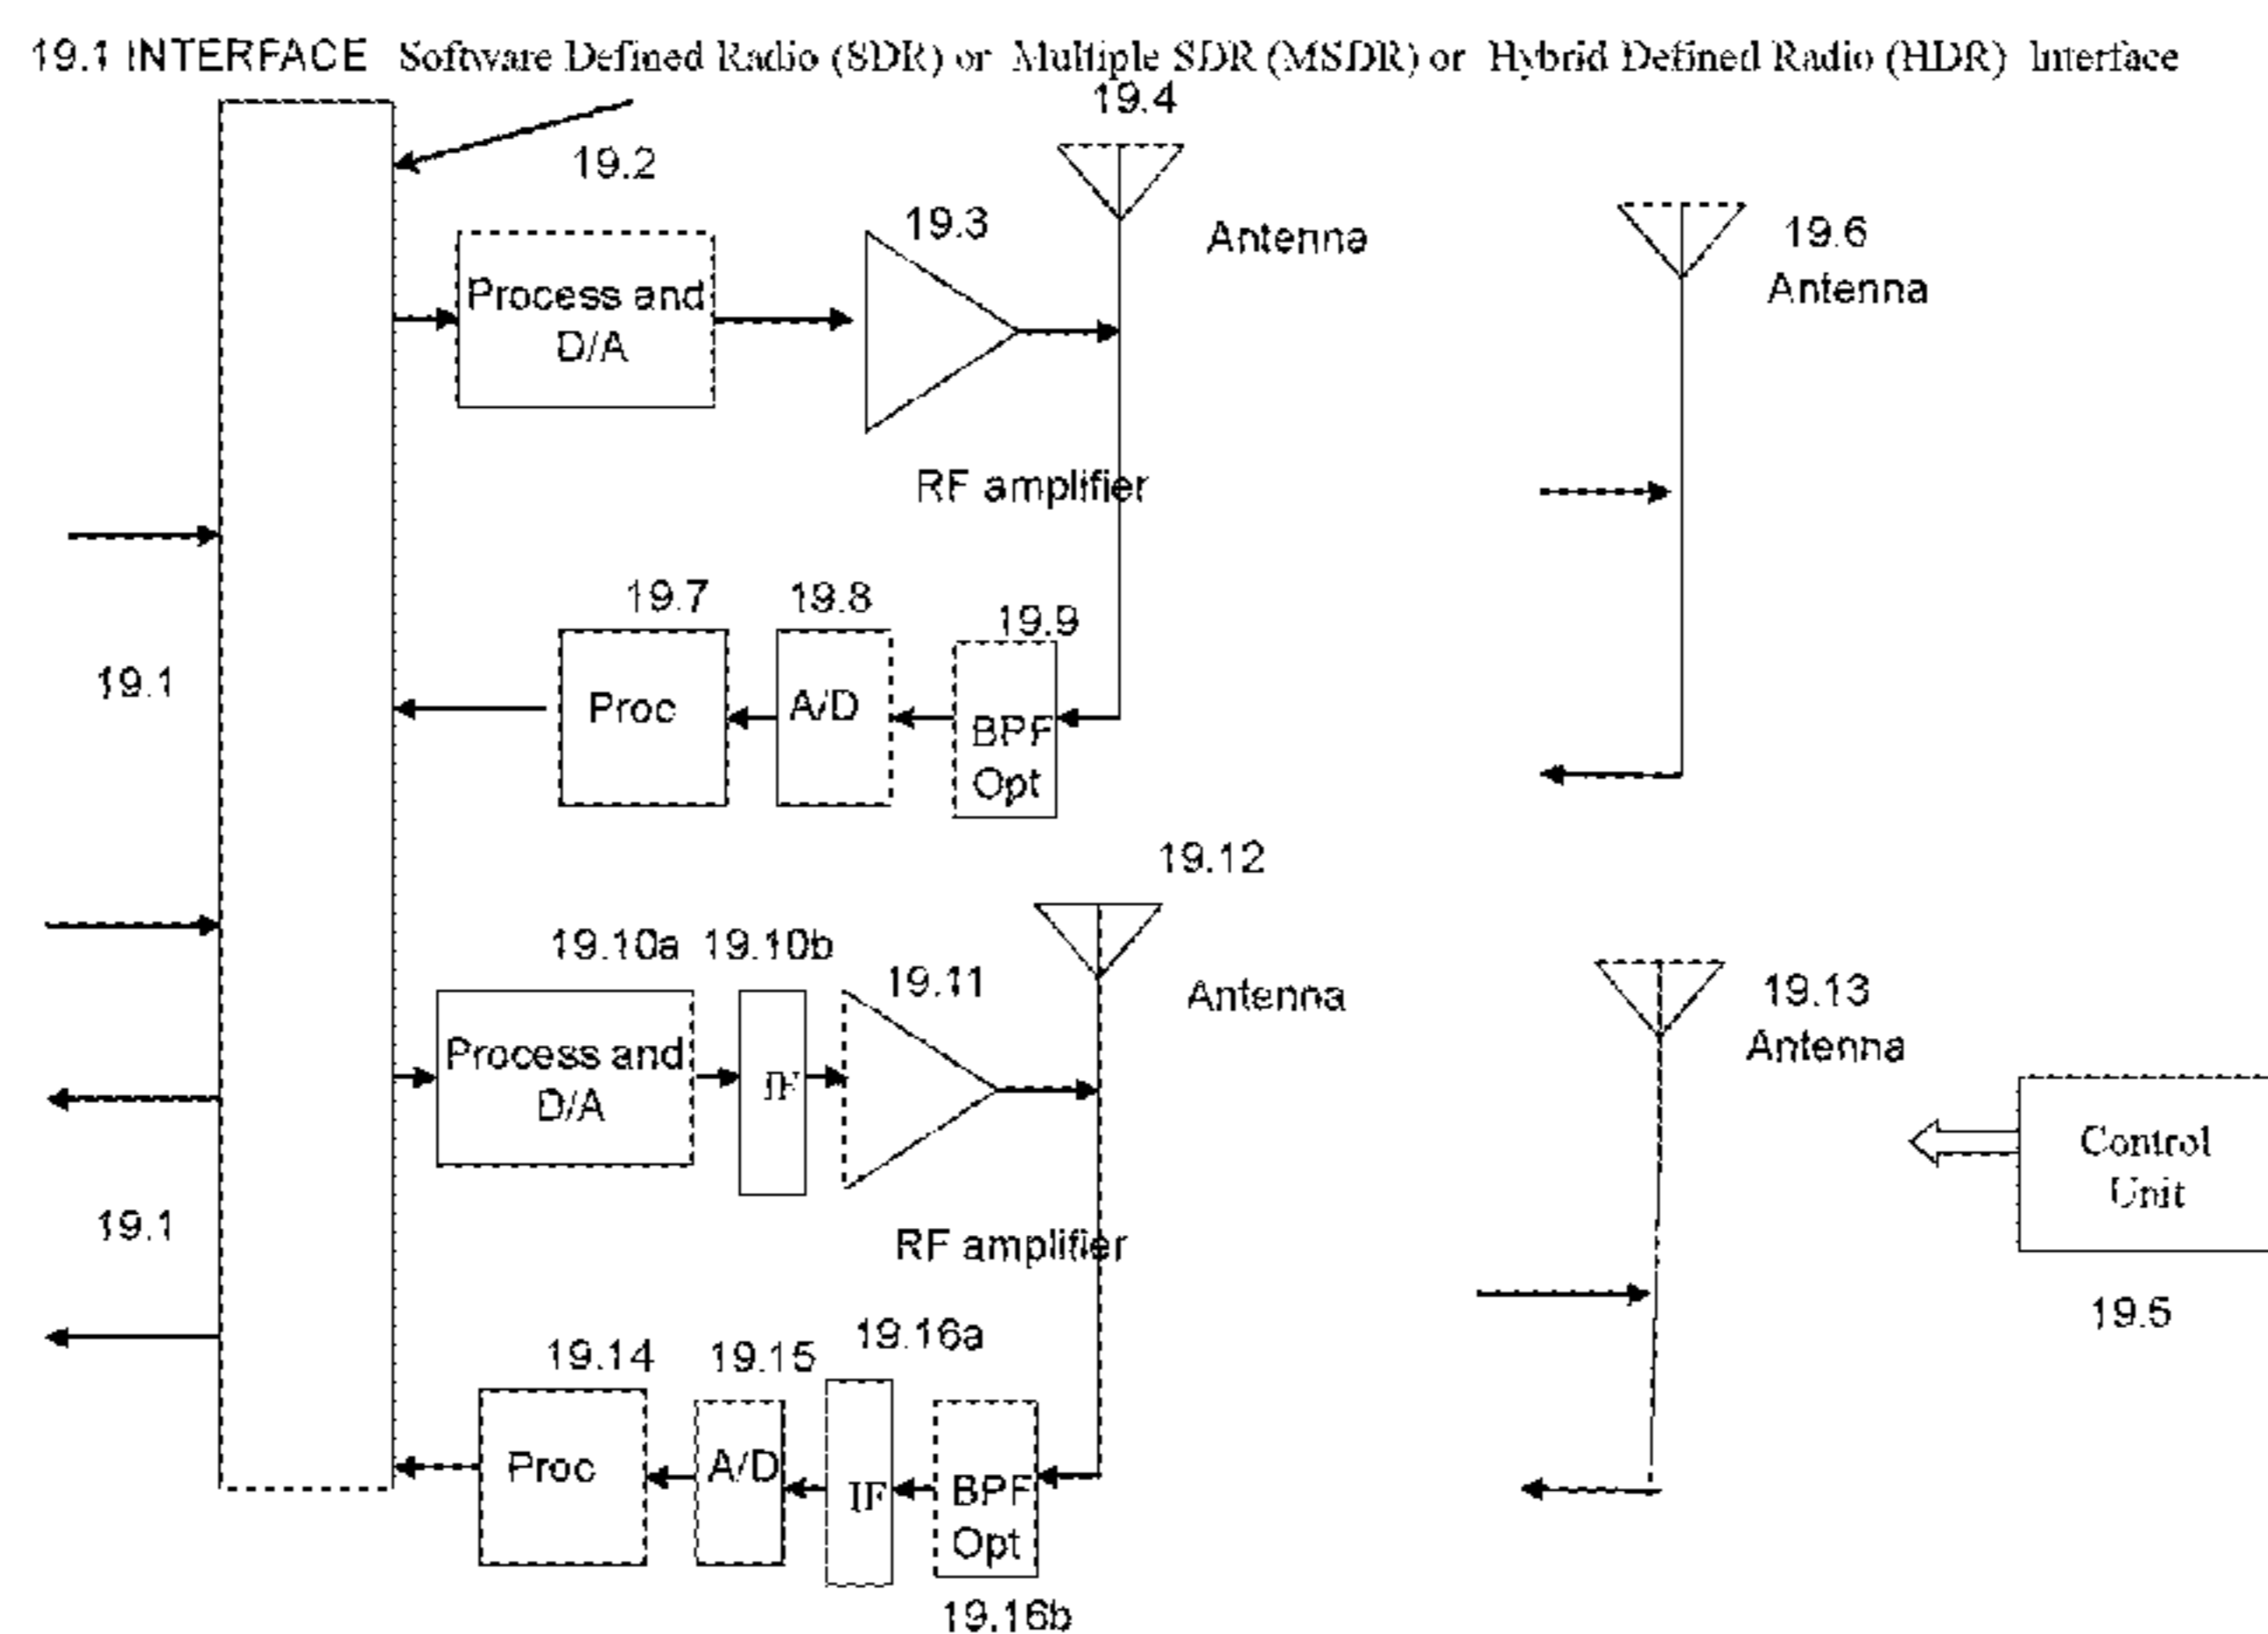 19.1 INTERFACE Software Defined Radio (SDR) or Multiple SDR (MSDR) or Hybrid Defined Radio (HDR) Interface
19.4
19.2
19.3
Antenna
19.6
Antenna
Process and
D/A
RF amplifier
19.7
19.8
19.9
19.1
Proc
A/D
BPF
Opt
19.12
19.10a
19.10b
19.11
Antenna
19.13
Antenna
Process and
D/A
IF
Control
Unit
19.1
RF amplifier
19.5
19.14
19.15
19.16a
Proc
A/D
IF
BPF
Opt
19.16b